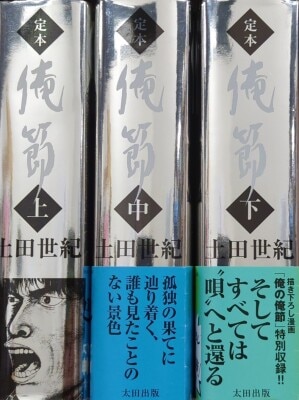 定本
俺節
上
土田世紀
定本
俺節
中
土田世紀
孤独の果てに
辿り着く、
誰も見たことの
ない景色
太田出版
定本
俺節
下
土田世紀
描き下ろし漫画
「俺の俺節」特別収録!!
そして
すべては
〝唄〟へと還る
太田出版